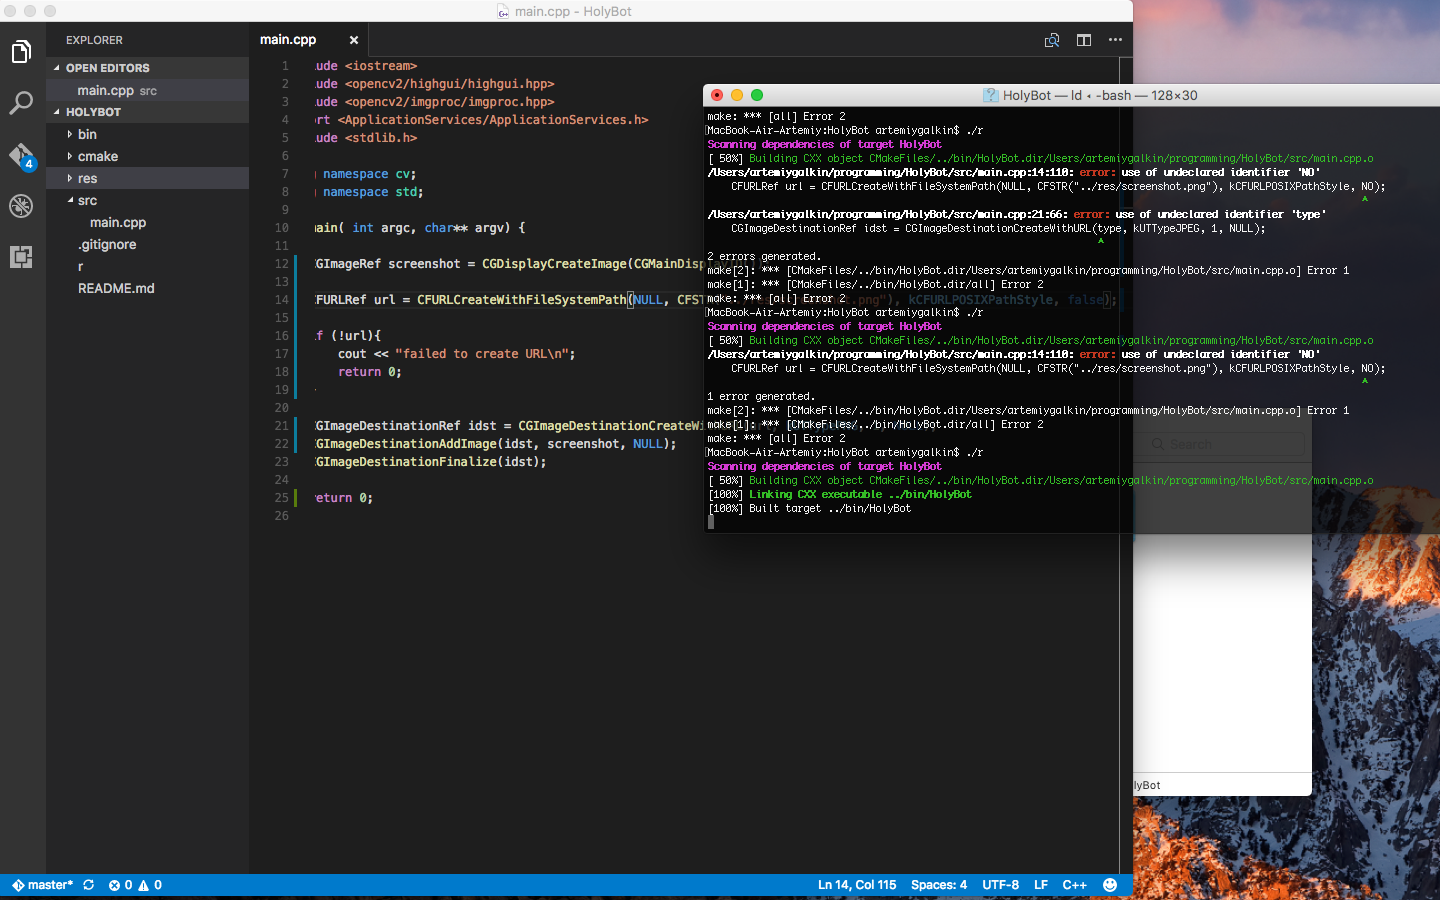 main.cpp - HolyBot
EXPLORER
OPEN EDITORS
main.cpp src
HOLYBOT
bin
cmake
res
src
main.cpp
.gitignore
r
README.md
4
main.cpp
1 ude <iostream>
2 ude <opencv2/highgui/highgui.hpp>
3 ude <opencv2/imgproc/imgproc.hpp>
4 rt <ApplicationServices/ApplicationServices.h>
5 ude <stdlib.h>
6
7 namespace cv;
8 namespace std;
9
10 main( int argc, char** argv) {
11
12 CGImageRef screenshot = CGDisplayCreateImage(CGMainDisplay
13
14 CFURLRef url = CFURLCreateWithFileSystemPath(NULL, CFST "), kCFURLPOSIXPathStyle, false);
15
16 if (!url){
17 cout << "failed to create URL\n";
18 return 0;
19
20
21 CGImageDestinationRef idst = CGImageDestinationCreateWi
22 CGImageDestinationAddImage(idst, screenshot, NULL);
23 CGImageDestinationFinalize(idst);
24
25 return 0;
26
HolyBot — ld ◂ -bash — 128×30
make: *** [all] Error 2
MacBook-Air-Artemiy:HolyBot artemiygalkin$ ./r
Scanning dependencies of target HolyBot
[ 50%] Building CXX object CMakeFiles/../bin/HolyBot.dir/Users/artemiygalkin/programming/HolyBot/src/main.cpp.o
/Users/artemiygalkin/programming/HolyBot/src/main.cpp:14:110: error: use of undeclared identifier 'NO'
CFURLRef url = CFURLCreateWithFileSystemPath(NULL, CFSTR("../res/screenshot.png"), kCFURLPOSIXPathStyle, NO);
^
/Users/artemiygalkin/programming/HolyBot/src/main.cpp:21:66: error: use of undeclared identifier 'type'
CGImageDestinationRef idst = CGImageDestinationCreateWithURL(type, kUTTypeJPEG, 1, NULL);
^
2 errors generated.
make[2]: *** [CMakeFiles/../bin/HolyBot.dir/Users/artemiygalkin/programming/HolyBot/src/main.cpp.o] Error 1
make[1]: *** [CMakeFiles/../bin/HolyBot.dir/all] Error 2
make: *** [all] Error 2
MacBook-Air-Artemiy:HolyBot artemiygalkin$ ./r
Scanning dependencies of target HolyBot
[ 50%] Building CXX object CMakeFiles/../bin/HolyBot.dir/Users/artemiygalkin/programming/HolyBot/src/main.cpp.o
/Users/artemiygalkin/programming/HolyBot/src/main.cpp:14:110: error: use of undeclared identifier 'NO'
CFURLRef url = CFURLCreateWithFileSystemPath(NULL, CFSTR("../res/screenshot.png"), kCFURLPOSIXPathStyle, NO);
^
1 error generated.
make[2]: *** [CMakeFiles/../bin/HolyBot.dir/Users/artemiygalkin/programming/HolyBot/src/main.cpp.o] Error 1
make[1]: *** [CMakeFiles/../bin/HolyBot.dir/all] Error 2
make: *** [all] Error 2
MacBook-Air-Artemiy:HolyBot artemiygalkin$ ./r
Scanning dependencies of target HolyBot
[ 50%] Building CXX object CMakeFiles/../bin/HolyBot.dir/Users/artemiygalkin/programming/HolyBot/src/main.cpp.o
[100%] Linking CXX executable ../bin/HolyBot
[100%] Built target ../bin/HolyBot
Search
lyBot
master* 0 0
Ln 14, Col 115 Spaces: 4 UTF-8 LF C++